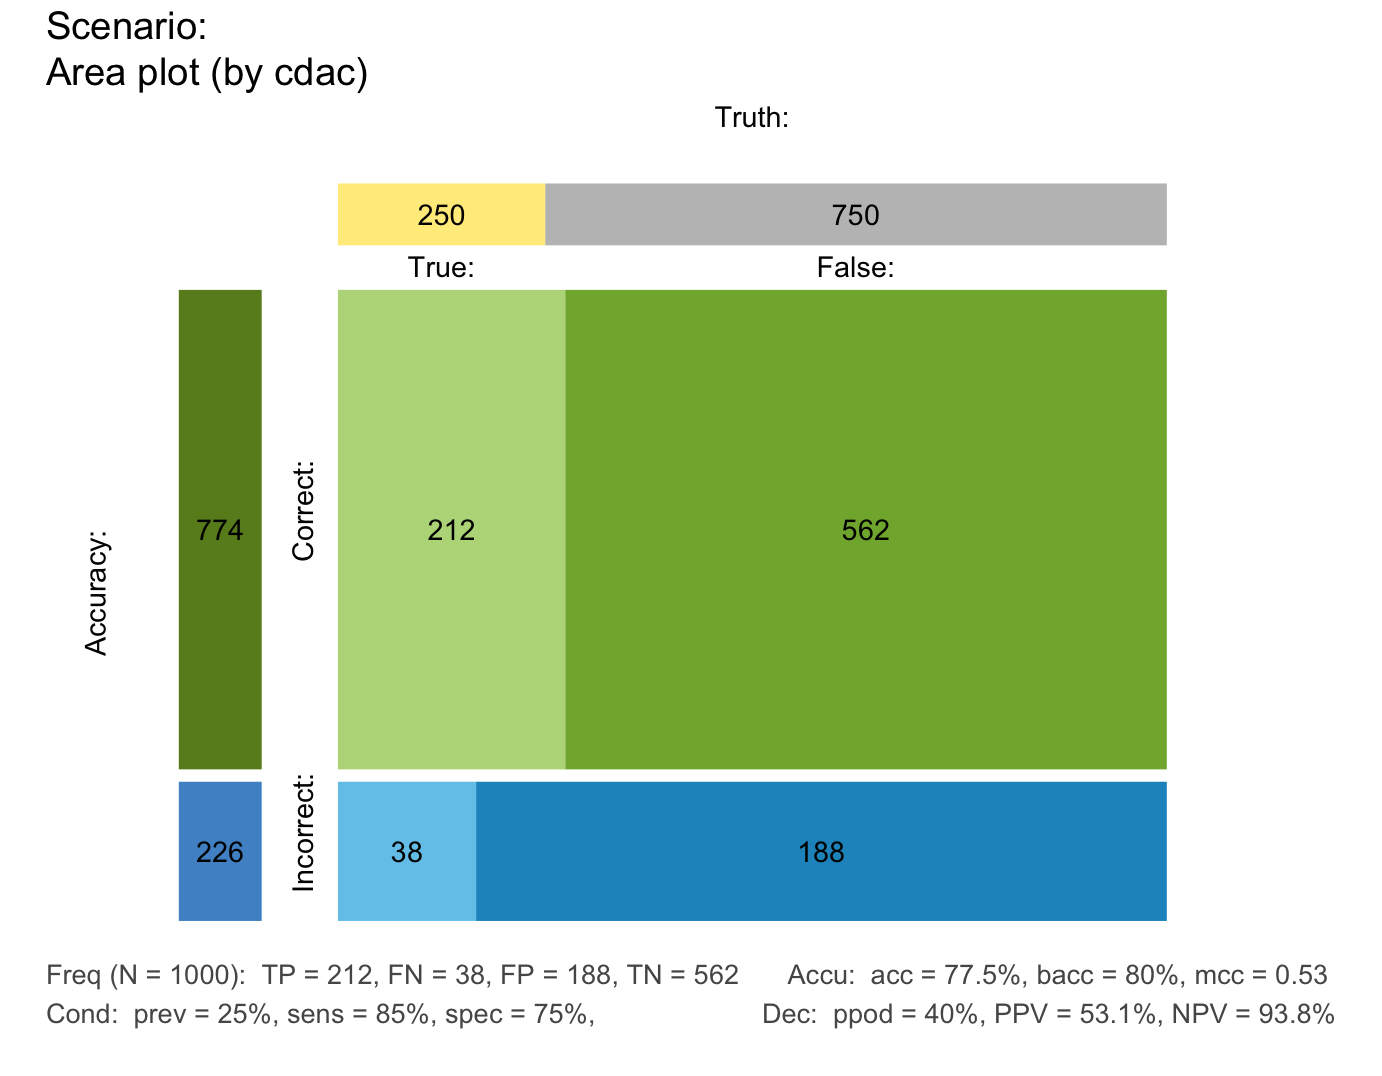 Scenario:
Area plot (by cdac)
Truth:
250 750
True: False:
Accuracy:
774
Correct:
212 562
226
Incorrect:
38 188
Freq (N = 1000):  TP = 212, FN = 38, FP = 188, TN = 562
Accu:  acc = 77.5%, bacc = 80%, mcc = 0.53
Cond:  prev = 25%, sens = 85%, spec = 75%,
Dec:  ppod = 40%, PPV = 53.1%, NPV = 93.8%